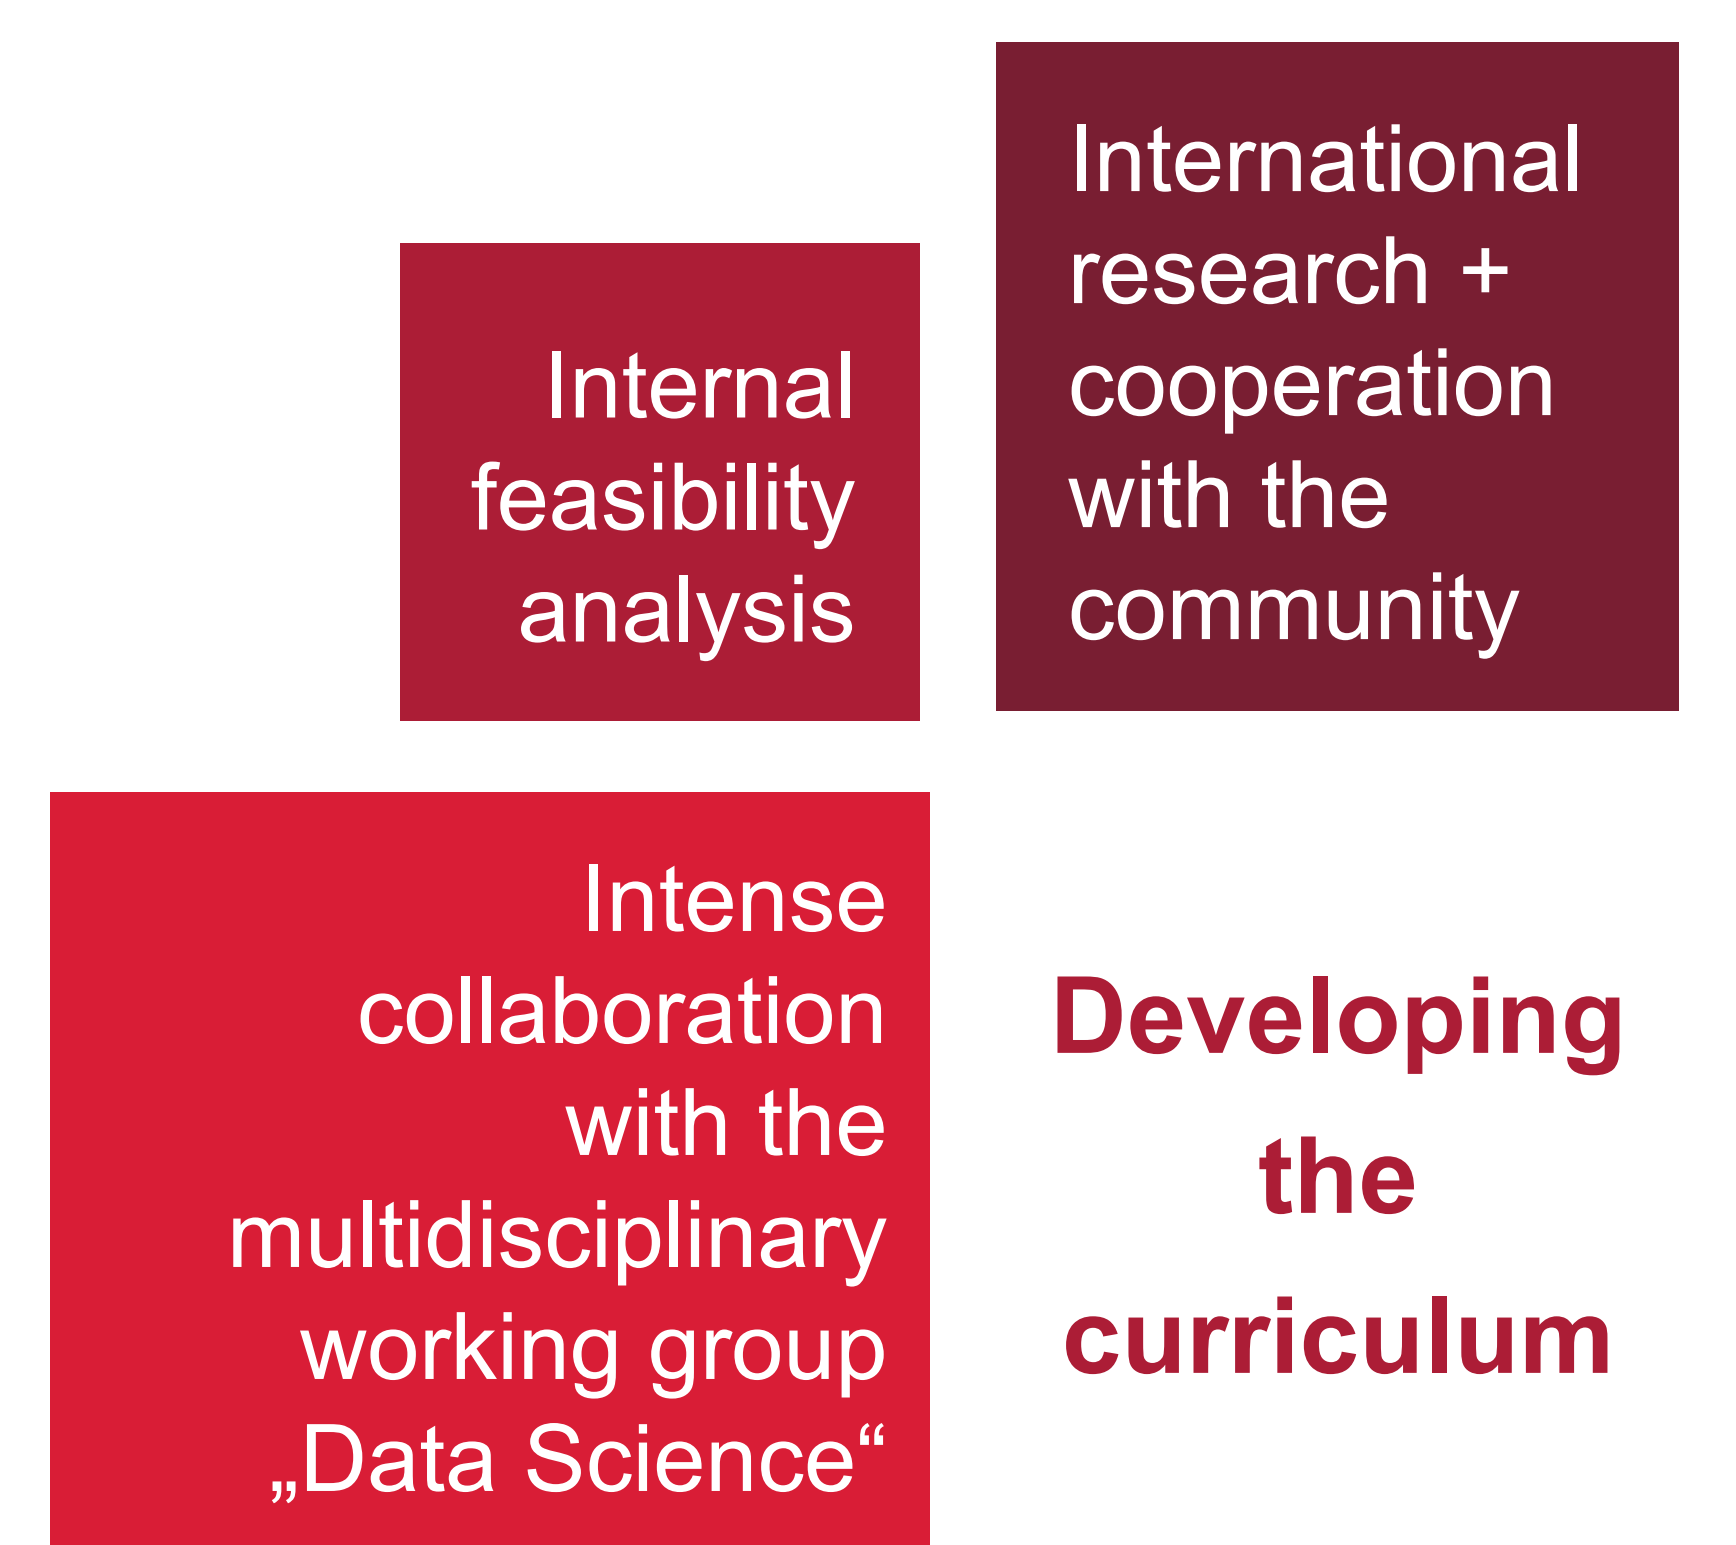 Internal
feasibility
analysis
International
research +
cooperation
with the
community
Intense
collaboration
with the
multidisciplinary
working group
„Data Science“
Developing
the
curriculum